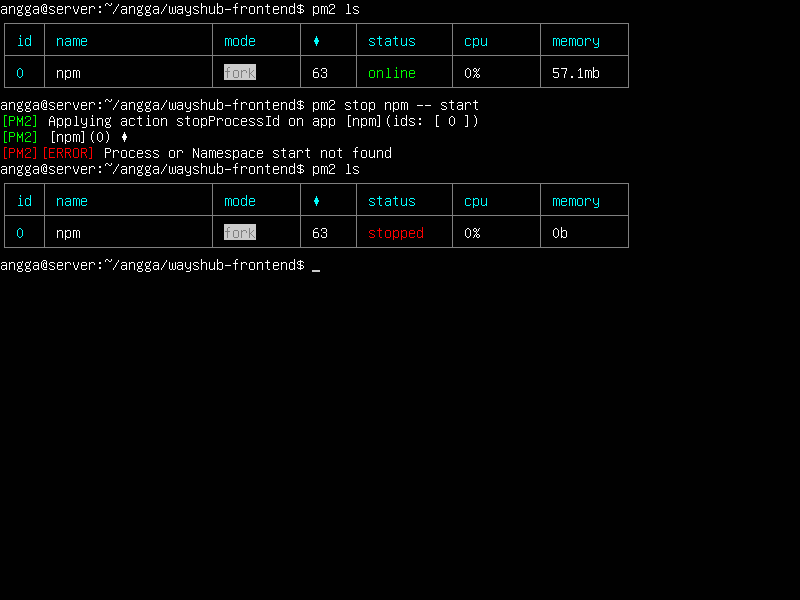 angga@server:~/angga/wayshub-frontend$ pm2 ls
id name mode ♦ status cpu memory
0 npm fork 63 online 0% 57.1mb
angga@server:~/angga/wayshub-frontend$ pm2 stop npm -- start
[PM2] Applying action stopProcessId on app [npm](ids: [ 0 ])
[PM2] [npm](0) ♦
[PM2][ERROR] Process or Namespace start not found
angga@server:~/angga/wayshub-frontend$ pm2 ls
id name mode ♦ status cpu memory
0 npm fork 63 stopped 0% 0b
angga@server:~/angga/wayshub-frontend$ _